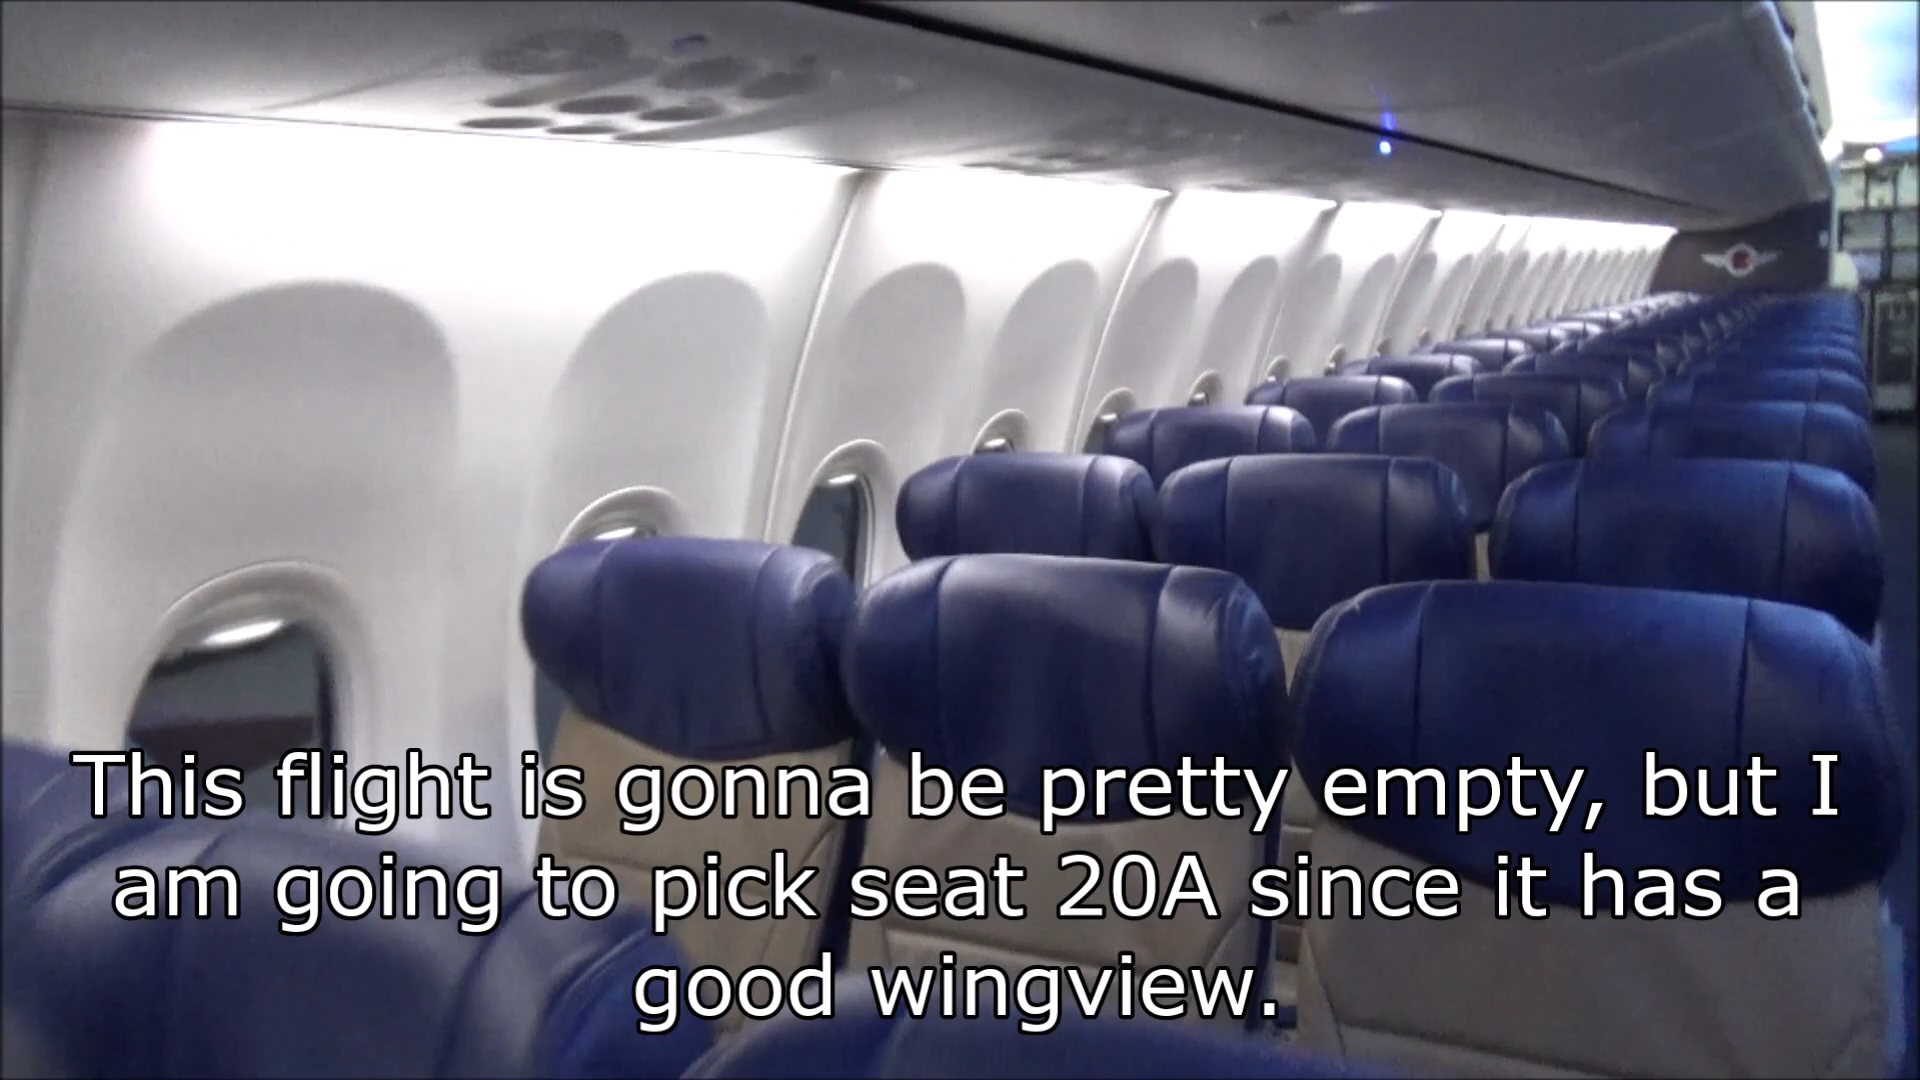 This flight is gonna be pretty empty, but I
am going to pick seat 20A since it has a
good wingview.